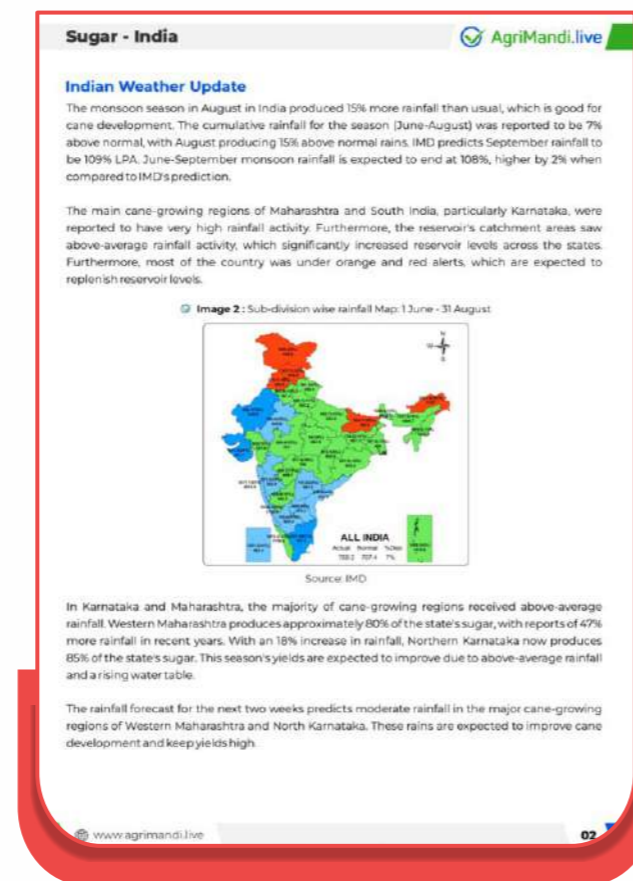 Sugar - India
AgriMandi.live
Indian Weather Update
The monsoon season in August in India produced 15% more rainfall than usual, which is good for
cane development. The cumulative rainfall for the season (June-August) was reported to be 7%
above normal, with August producing 15% above normal rains. IMD predicts September rainfall to
be 109% LPA. June-September monsoon rainfall is expected to end at 108%, higher by 2% when
compared to IMD's prediction.
The main cane-growing regions of Maharashtra and South India, particularly Karnataka, were
reported to have very high rainfall activity. Furthermore, the reservoir's catchment areas saw
above-average rainfall activity, which significantly increased reservoir levels across the states.
Furthermore, most of the country was under orange and red alerts, which are expected to
replenish reservoir levels.
Image 2 : Sub-division wise rainfall Map: 1 June - 31 August
ALL INDIA
Actual Normal %Dep
7%
Source: IMD
In Karnataka and Maharashtra, the majority of cane-growing regions received above-average
rainfall. Western Maharashtra produces approximately 80% of the state's sugar, with reports of 47%
more rainfall in recent years. With an 18% increase in rainfall, Northern Karnataka now produces
85% of the state's sugar. This season's yields are expected to improve due to above-average rainfall
and a rising water table.
The rainfall forecast for the next two weeks predicts moderate rainfall in the major cane-growing
regions of Western Maharashtra and North Karnataka. These rains are expected to improve cane
development and keep yields high.
www.agrimandi.live
02